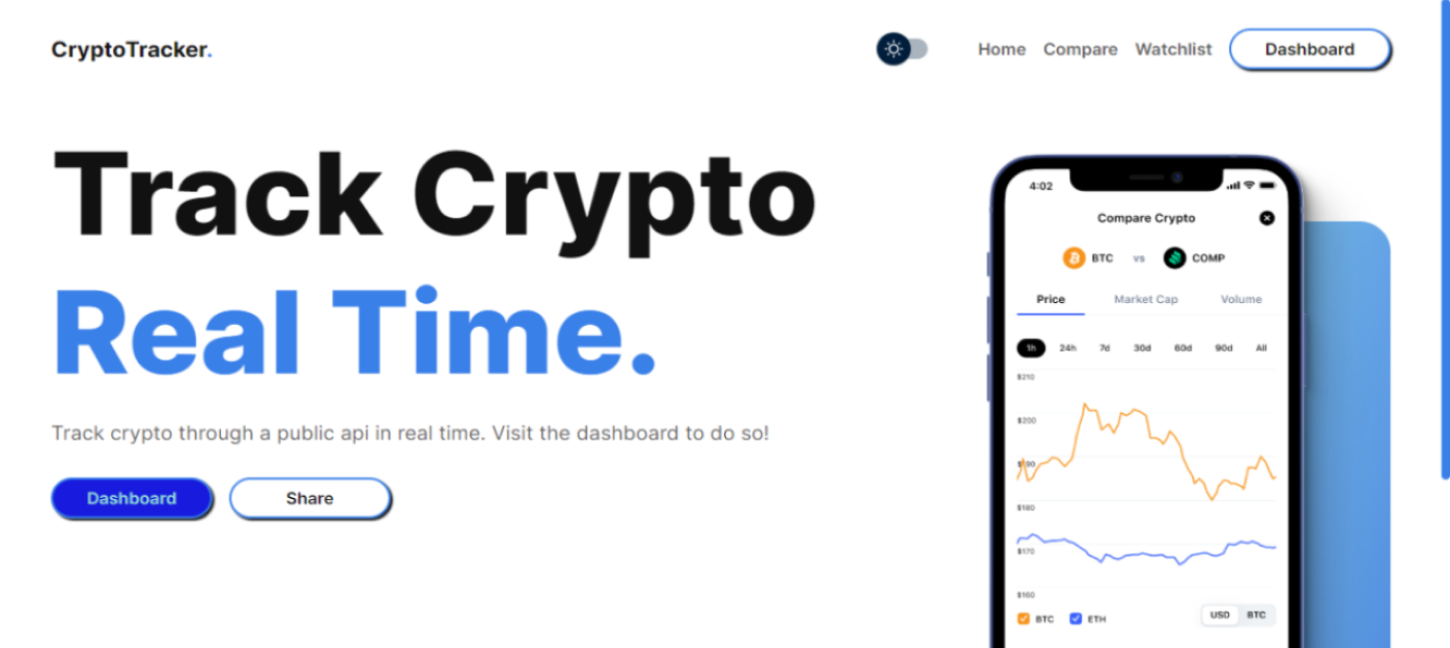 CryptoTracker.
Home Compare Watchlist Dashboard
Track Crypto
Real Time.
Track crypto through a public api in real time. Visit the dashboard to do so!
Dashboard Share
4:02
Compare Crypto
BTC vs COMP
Price Market Cap Volume
1h 24h 7d 30d 60d 90d All
$210
$200
$190
$180
$170
$160
BTC ETH USD BTC